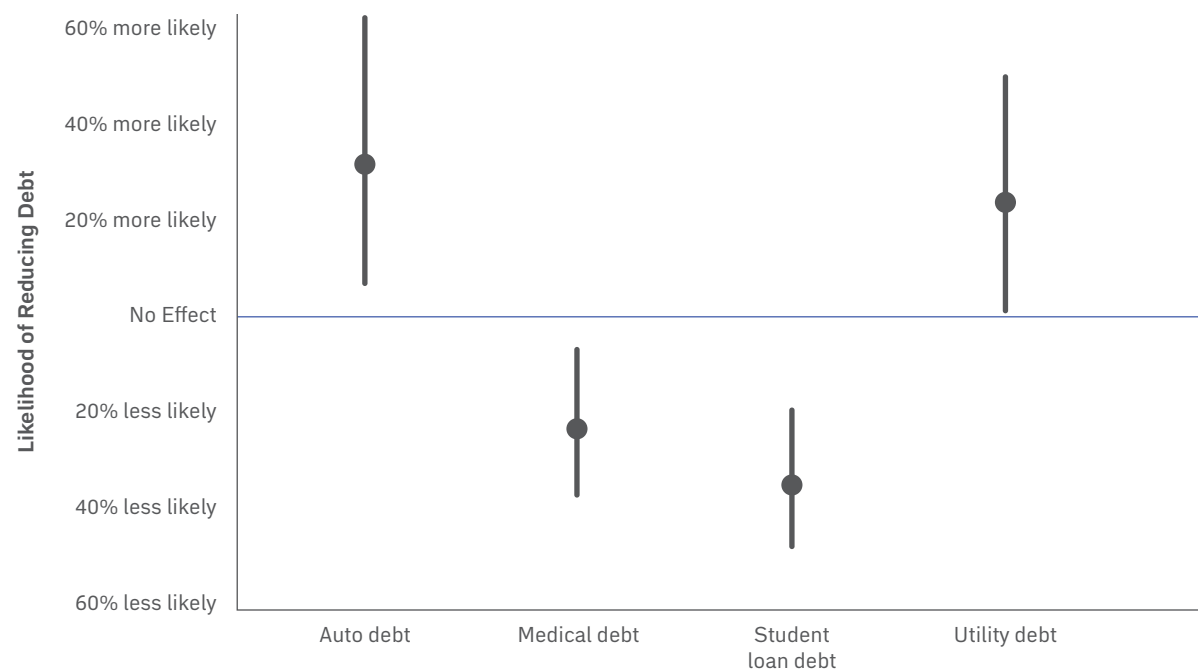 Likelihood of Reducing Debt
60% more likely
40% more likely
20% more likely
No Effect
20% less likely
40% less likely
60% less likely
Auto debt
Medical debt
Student
loan debt
Utility debt